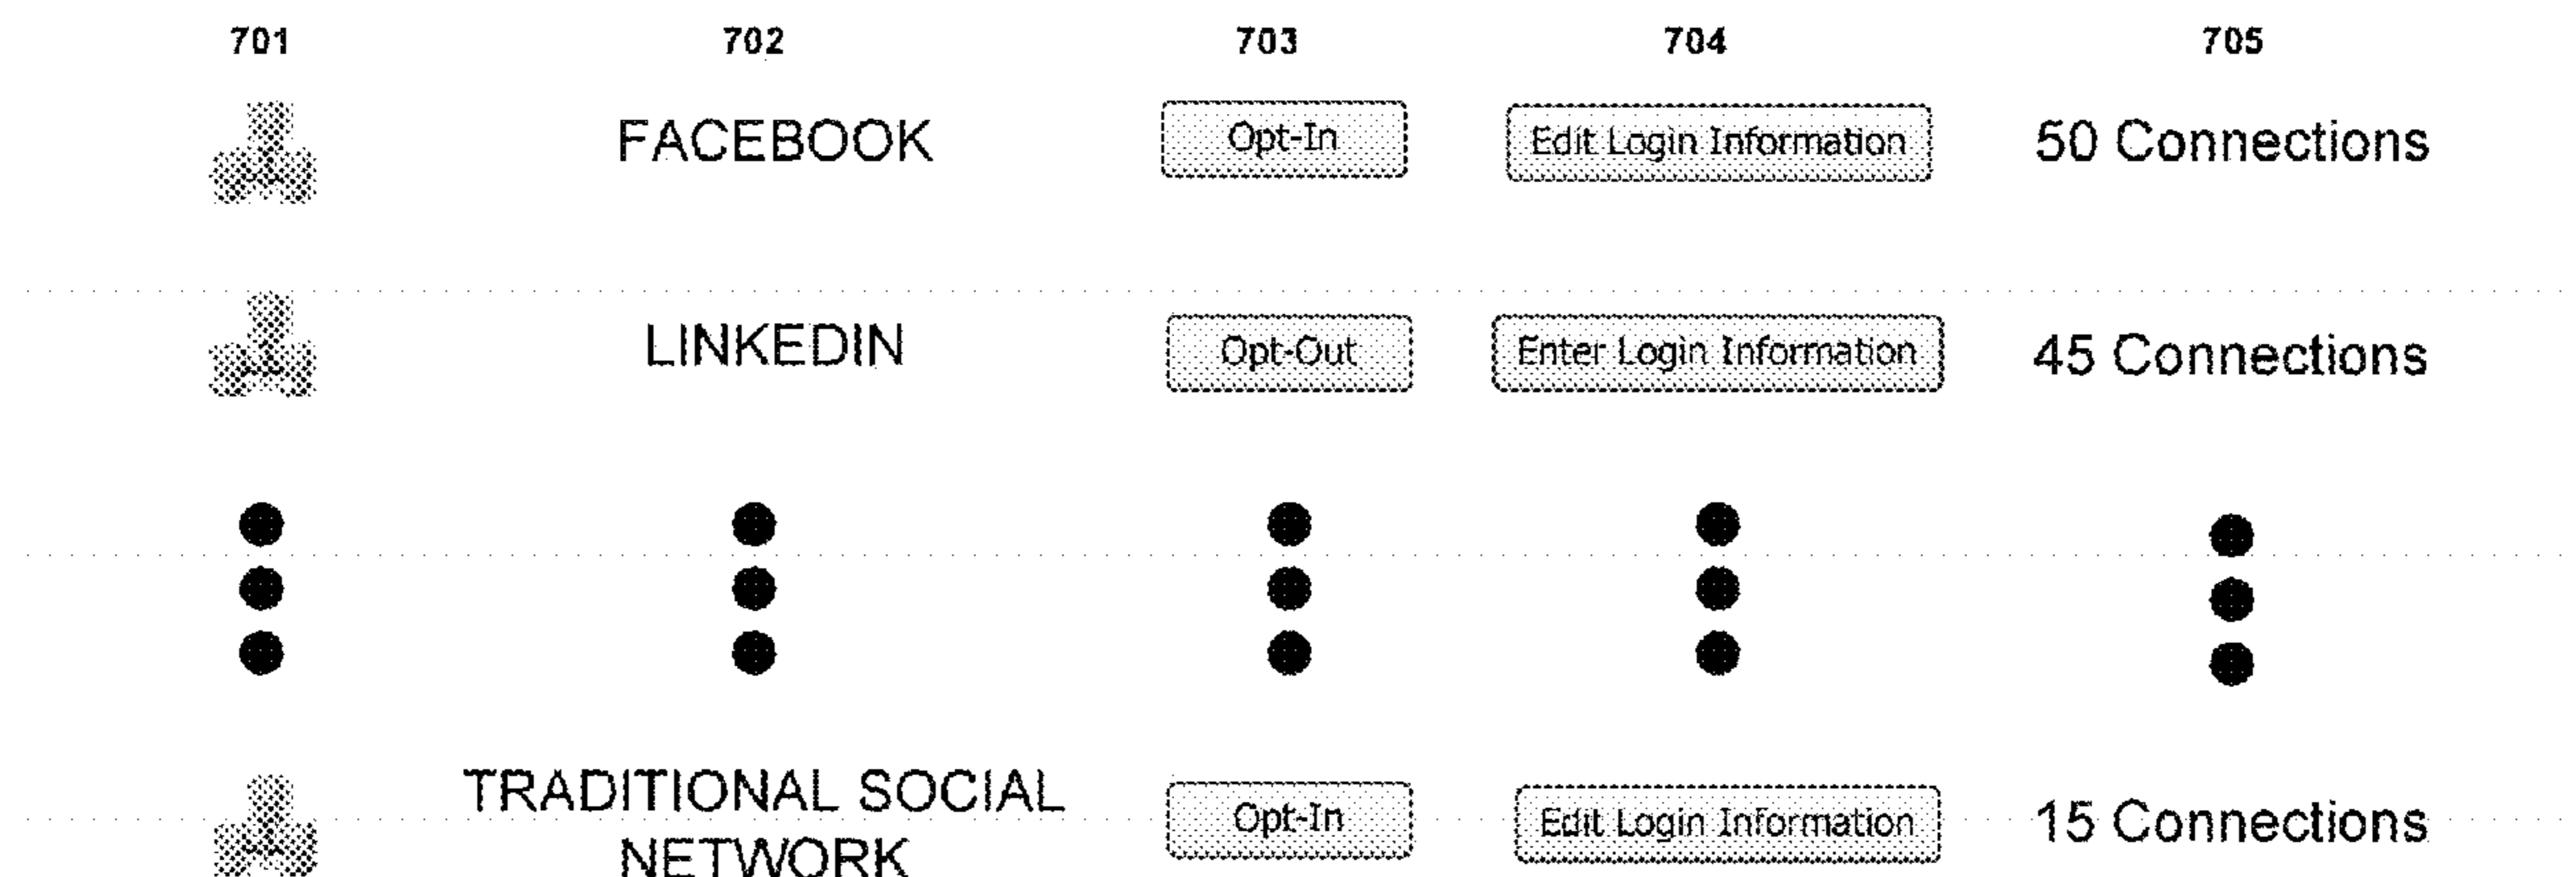 701 702 703 704 705
FACEBOOK Opt-In Edit Login Information 50 Connections
LINKEDIN Opt-Out Enter Login Information 45 Connections
TRADITIONAL SOCIAL
NETWORK Opt-In Edit Login Information 15 Connections